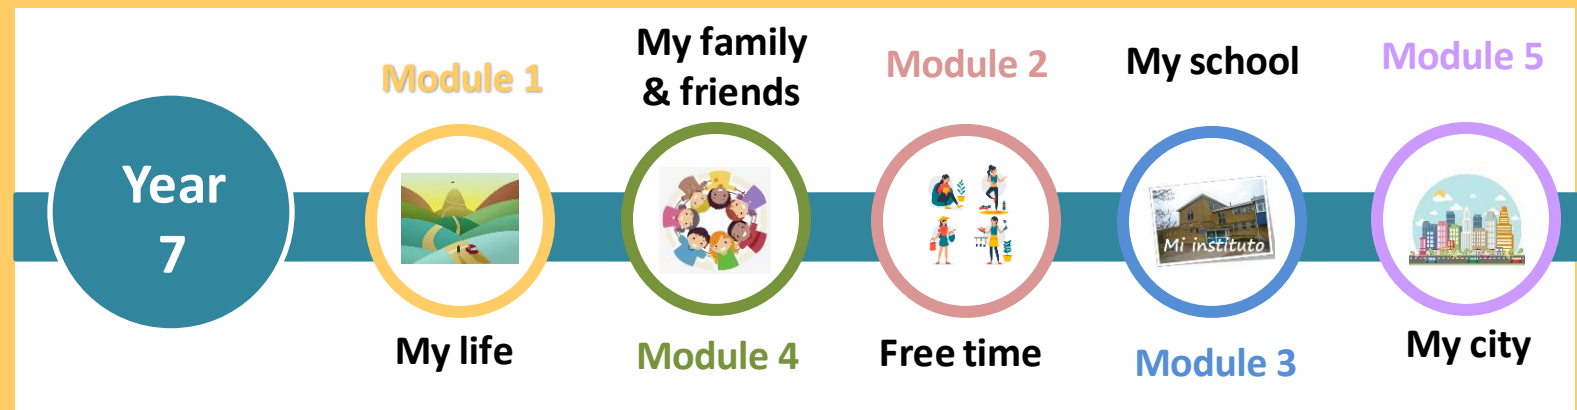 Year
7
Module 1
My life
My family
& friends
Module 4
Module 2
Free time
My school
Mi instituto
Module 3
Module 5
My city